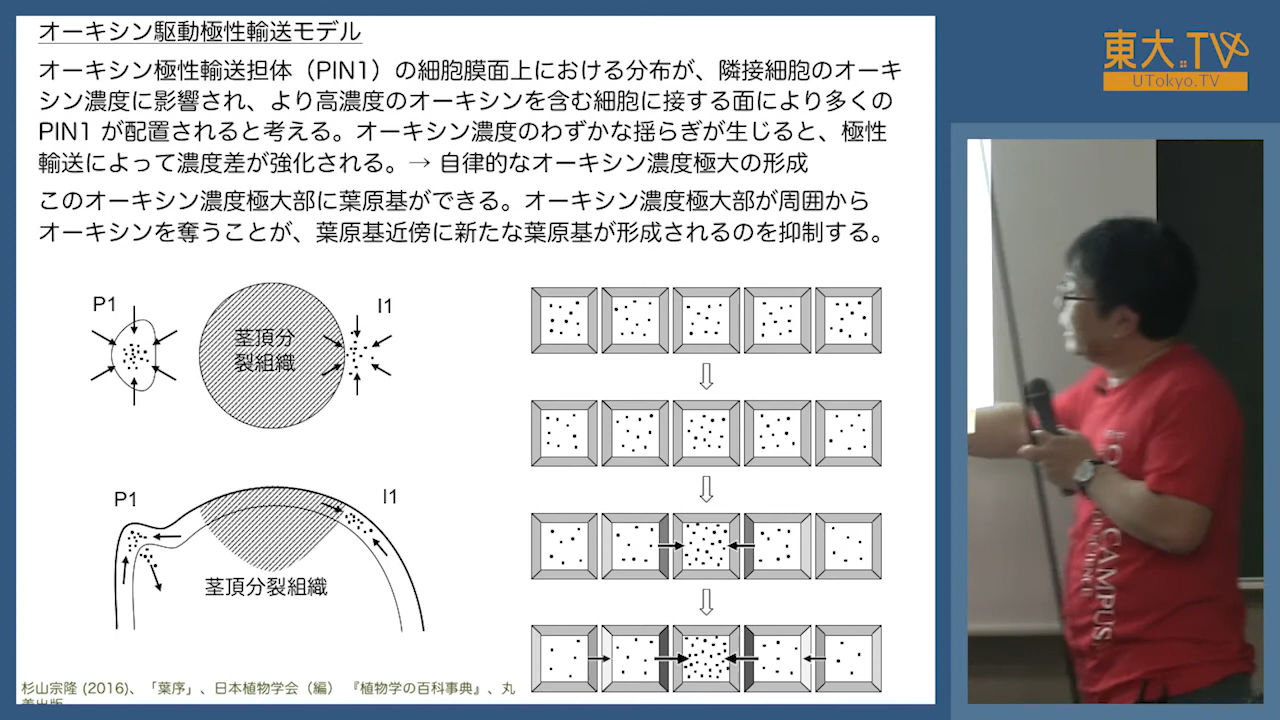 オーキシン駆動極性輸送モデル
オーキシン極性輸送担体（PIN1）の細胞膜面上における分布が、隣接細胞のオーキ
シン濃度に影響され、より高濃度のオーキシンを含む細胞に接する面により多くの
PIN1 が配置されると考える。オーキシン濃度のわずかな揺らぎが生じると、極性
輸送によって濃度差が強化される。→ 自律的なオーキシン濃度極大の形成
このオーキシン濃度極大部に葉原基ができる。オーキシン濃度極大部が周囲から
オーキシンを奪うことが、葉原基近傍に新たな葉原基が形成されるのを抑制する。
P1
I1
茎頂分
裂組織
P1
I1
茎頂分裂組織
杉山宗隆 (2016)、「葉序」、日本植物学会（編）『植物学の百科事典』、丸
善出版
東大.TV
UTokyo.TV
CAMPUS